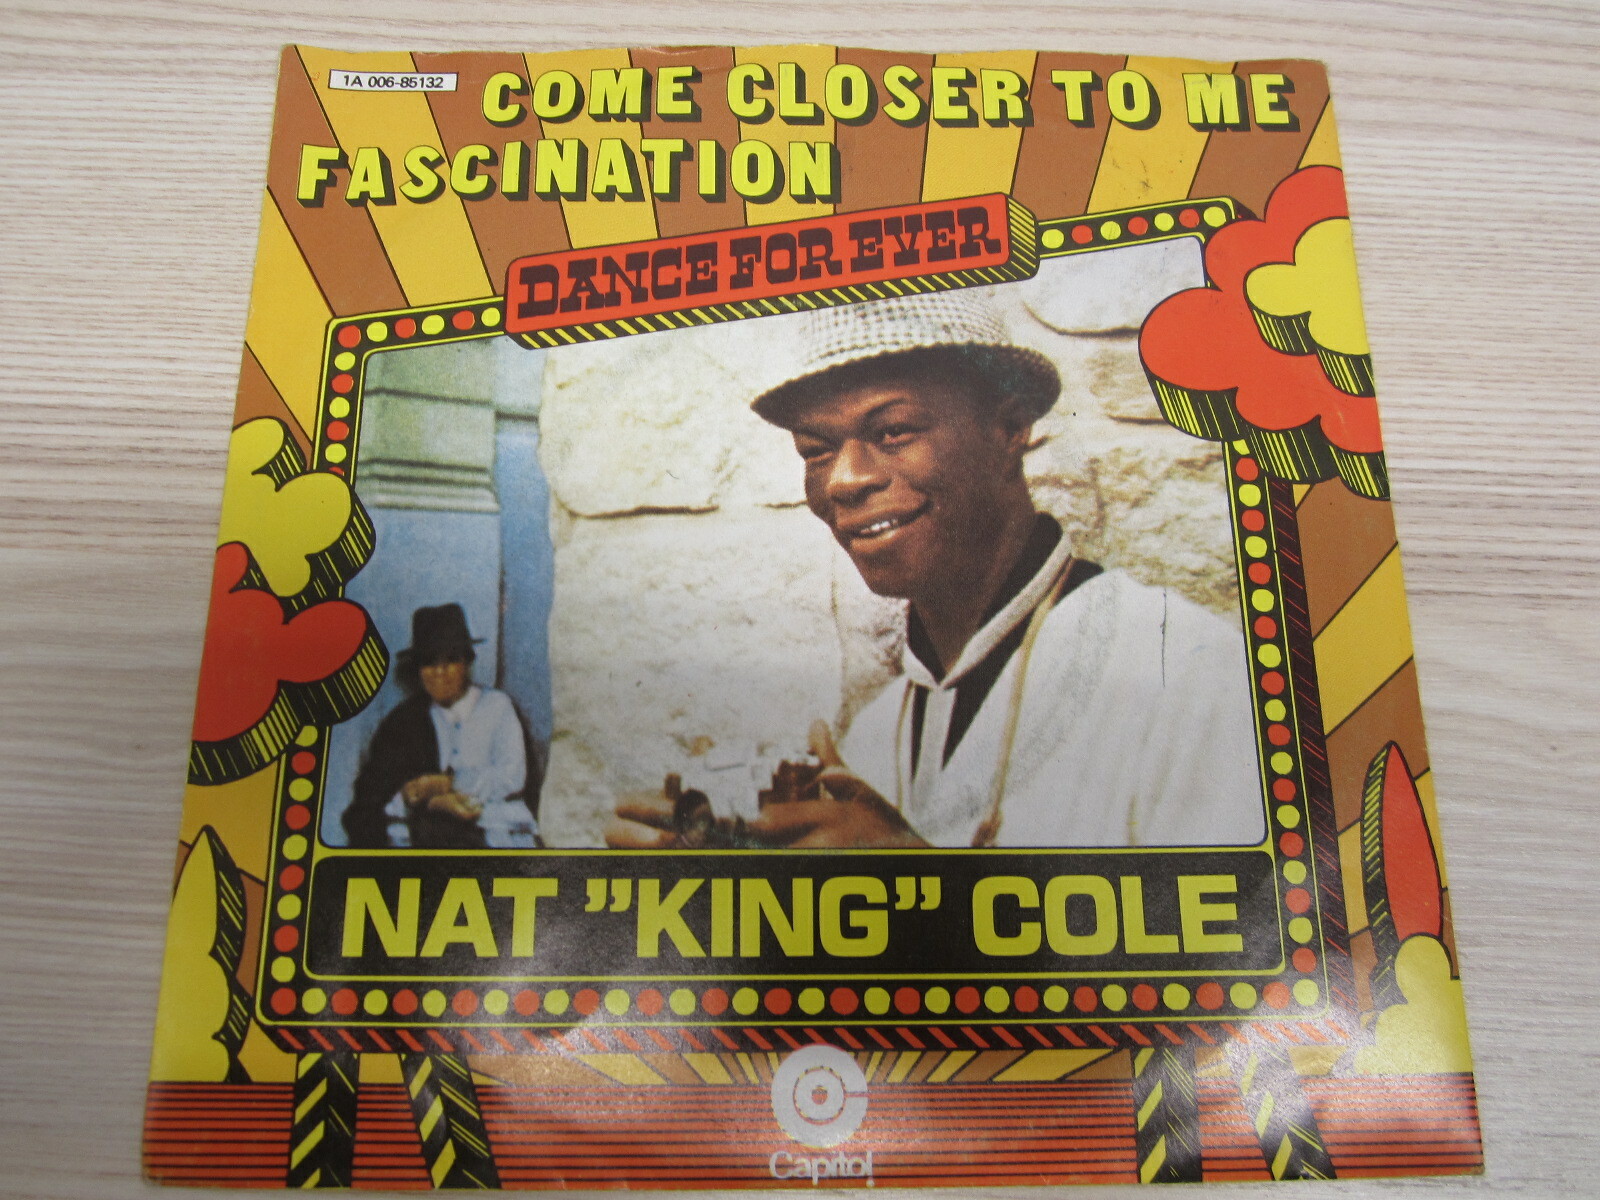 1A 006-85132
COME CLOSER TO ME
FASCINATION
DANCE FOR EVER
NAT ”KING” COLE
Capitol